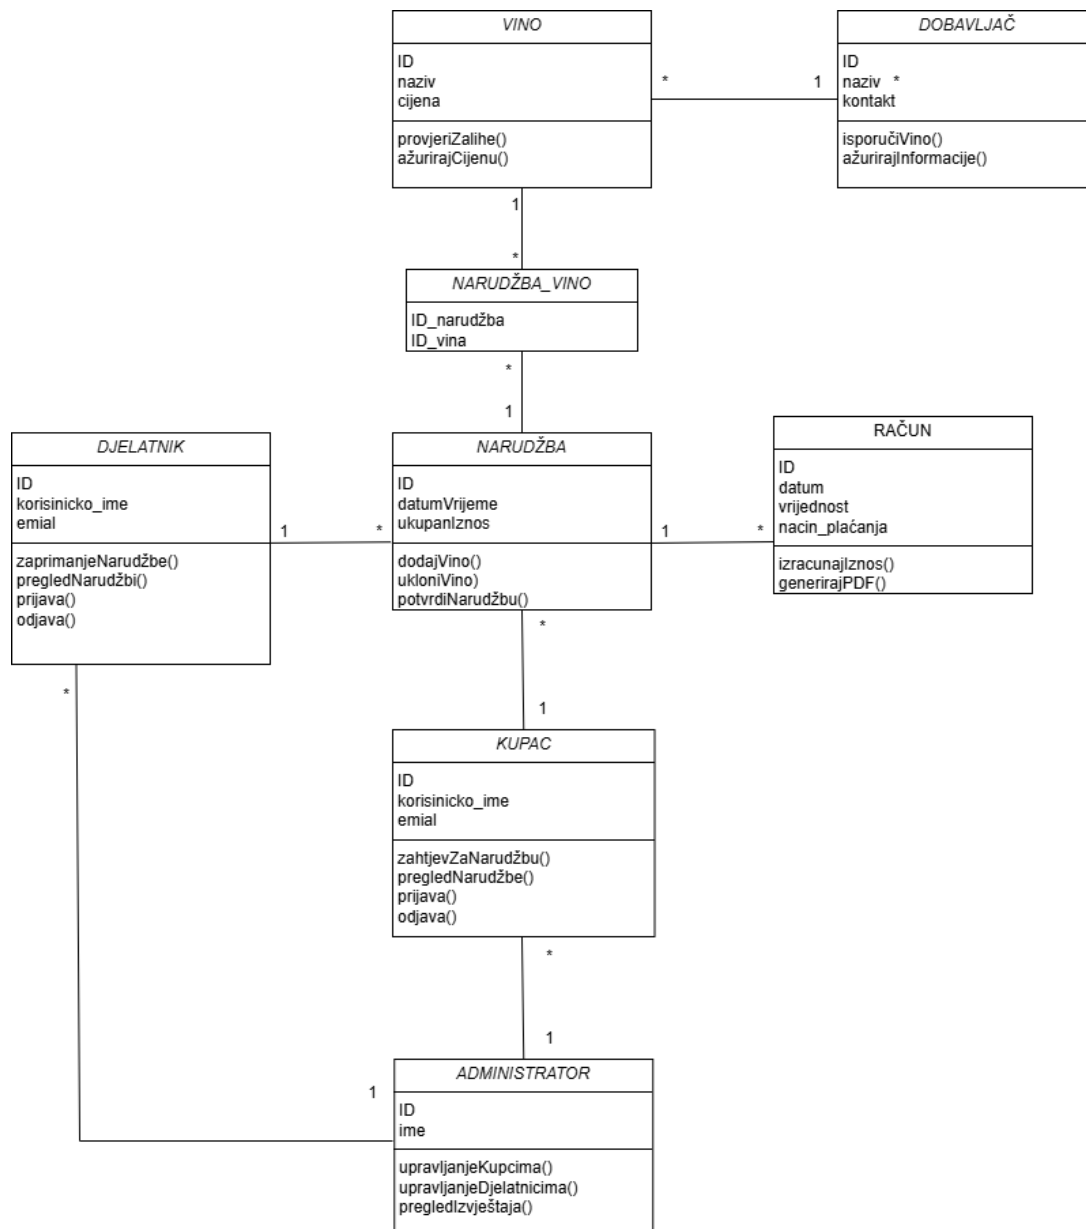 VINO
ID
naziv
cijena
provjeriZalihe()
ažurirajCijenu()
DOBAVLJAČ
ID
naziv *
kontakt
isporučiVino()
ažurirajInformacije()
* 1
1
*
NARUDŽBA_VINO
ID_narudžba
ID_vina
*
1
DJELATNIK
ID
korisinicko_ime
emial
zaprimanjeNarudžbe()
pregledNarudžbi()
prijava()
odjava()
1 *
NARUDŽBA
ID
datumVrijeme
ukupanIznos
dodajVino()
ukloniVino)
potvrdiNarudžbu()
1 *
RAČUN
ID
datum
vrijednost
nacin_plaćanja
izracunajIznos()
generirajPDF()
*
1
*
KUPAC
ID
korisinicko_ime
emial
zahtjevZaNarudžbu()
pregledNarudžbe()
prijava()
odjava()
*
1
1
ADMINISTRATOR
ID
ime
upravljanjeKupcima()
upravljanjeDjelatnicima()
pregledIzvještaja()